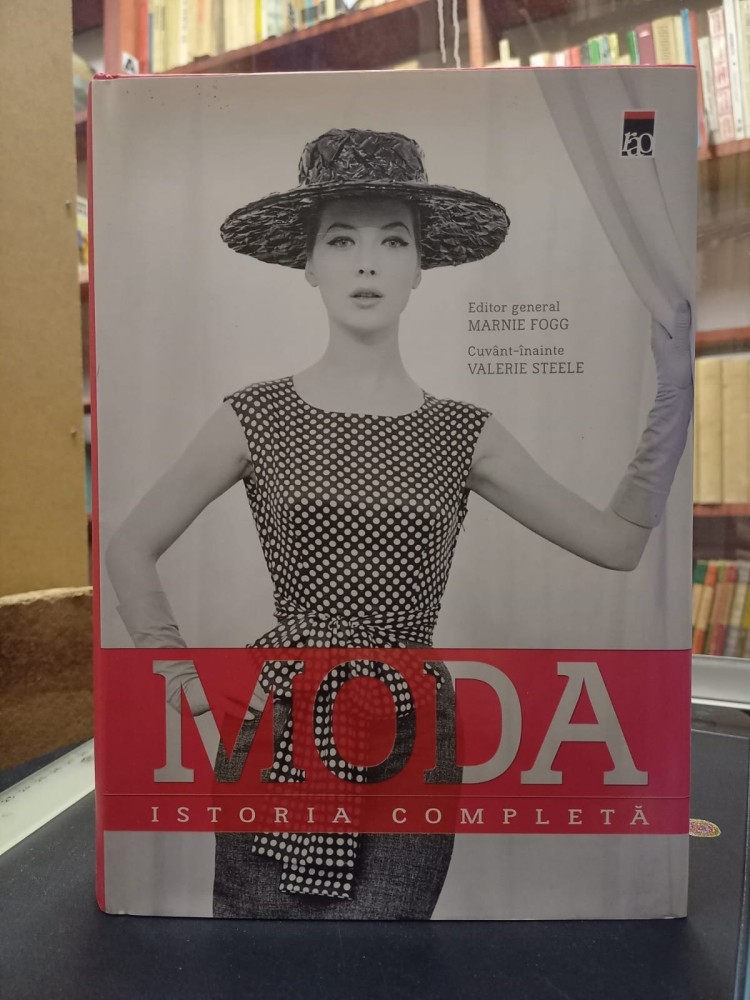 rao
Editor general
MARNIE FOGG
Cuvânt-înainte
VALERIE STEELE
MODA
ISTORIA COMPLETĂ